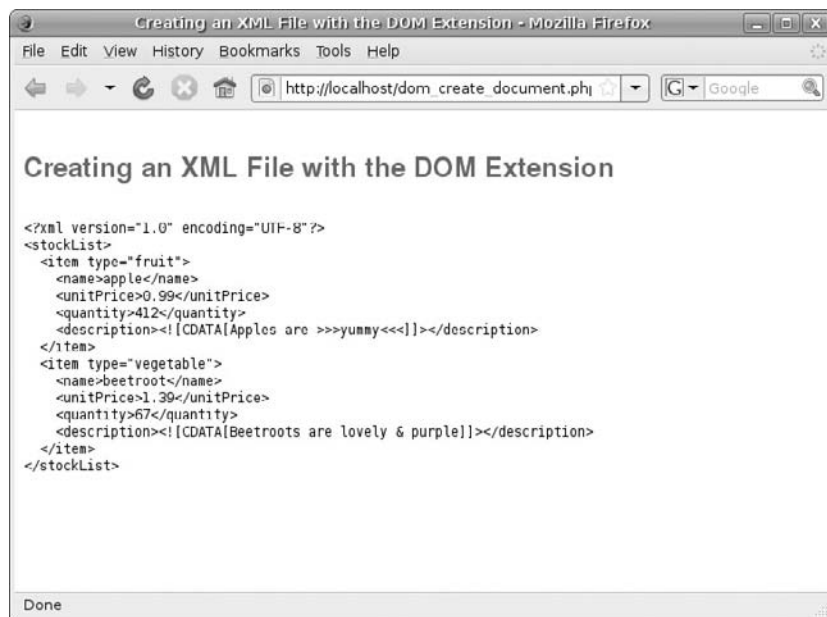 Creating an XML File with the DOM Extension - Mozilla Firefox
File Edit View History Bookmarks Tools Help
http://localhost/dom_create_document.ph
G Google
Creating an XML File with the DOM Extension
<?xml version="1.0" encoding="UTF-8"?>
<stockList>
  <item type="fruit">
    <name>apple</name>
    <unitPrice>0.99</unitPrice>
    <quantity>412</quantity>
    <description><![CDATA[Apples are >>>yummy<<<]]></description>
  </item>
  <item type="vegetable">
    <name>beetroot</name>
    <unitPrice>1.39</unitPrice>
    <quantity>67</quantity>
    <description><![CDATA[Beetroots are lovely & purple]]></description>
  </item>
</stockList>
Done